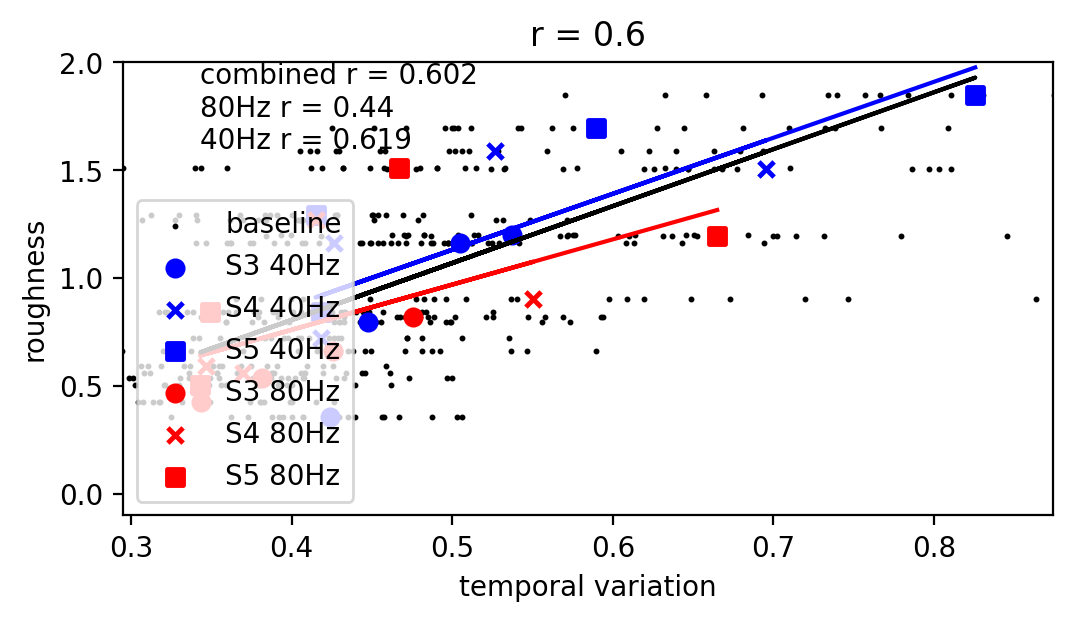 r = 0.6
combined r = 0.602
80Hz r = 0.44
40Hz r = 0.619
2.0
1.5
1.0
0.5
0.0
roughness
baseline
S3 40Hz
S4 40Hz
S5 40Hz
S3 80Hz
S4 80Hz
S5 80Hz
0.3 0.4 0.5 0.6 0.7 0.8
temporal variation